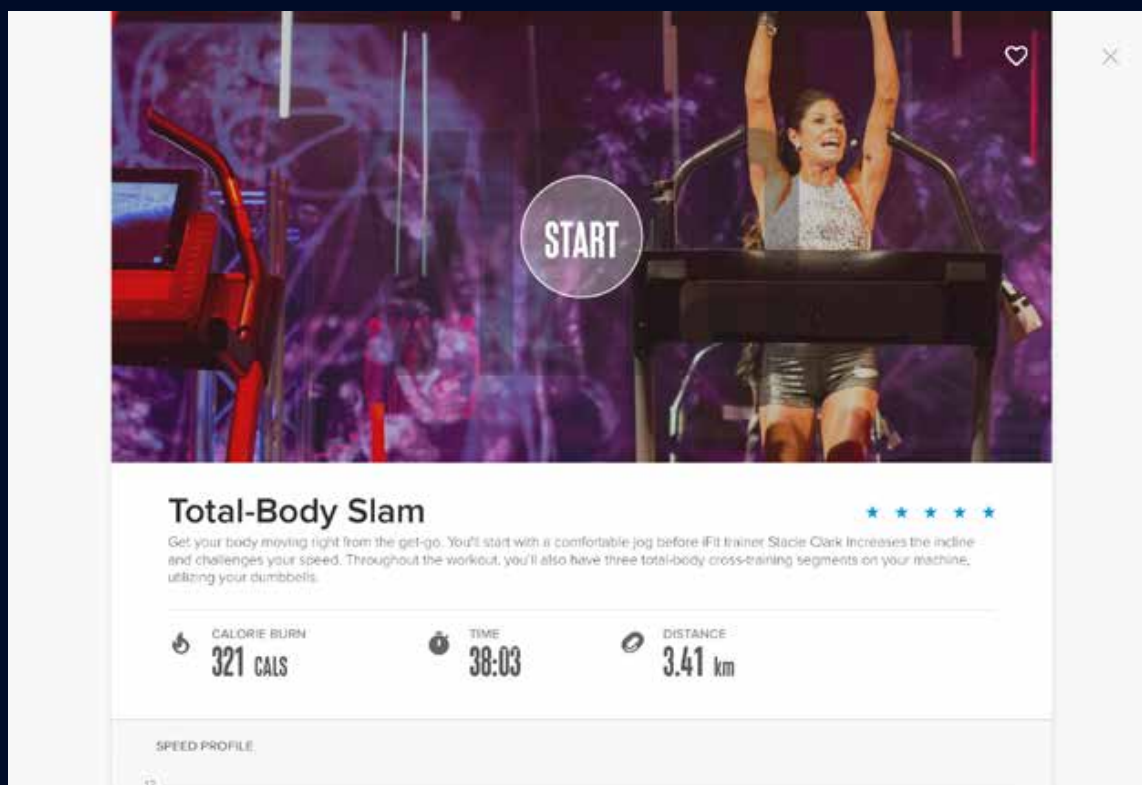 START
Total-Body Slam
Get your body moving right from the get-go. You'll start with a comfortable jog before iFit trainer Stacie Clark increases the incline
and challenges your speed. Throughout the workout, you'll also have three total-body cross-training segments on your machine,
utilizing your dumbbells.
CALORIE BURN
321 CALS
TIME
38:03
DISTANCE
3.41 km
SPEED PROFILE